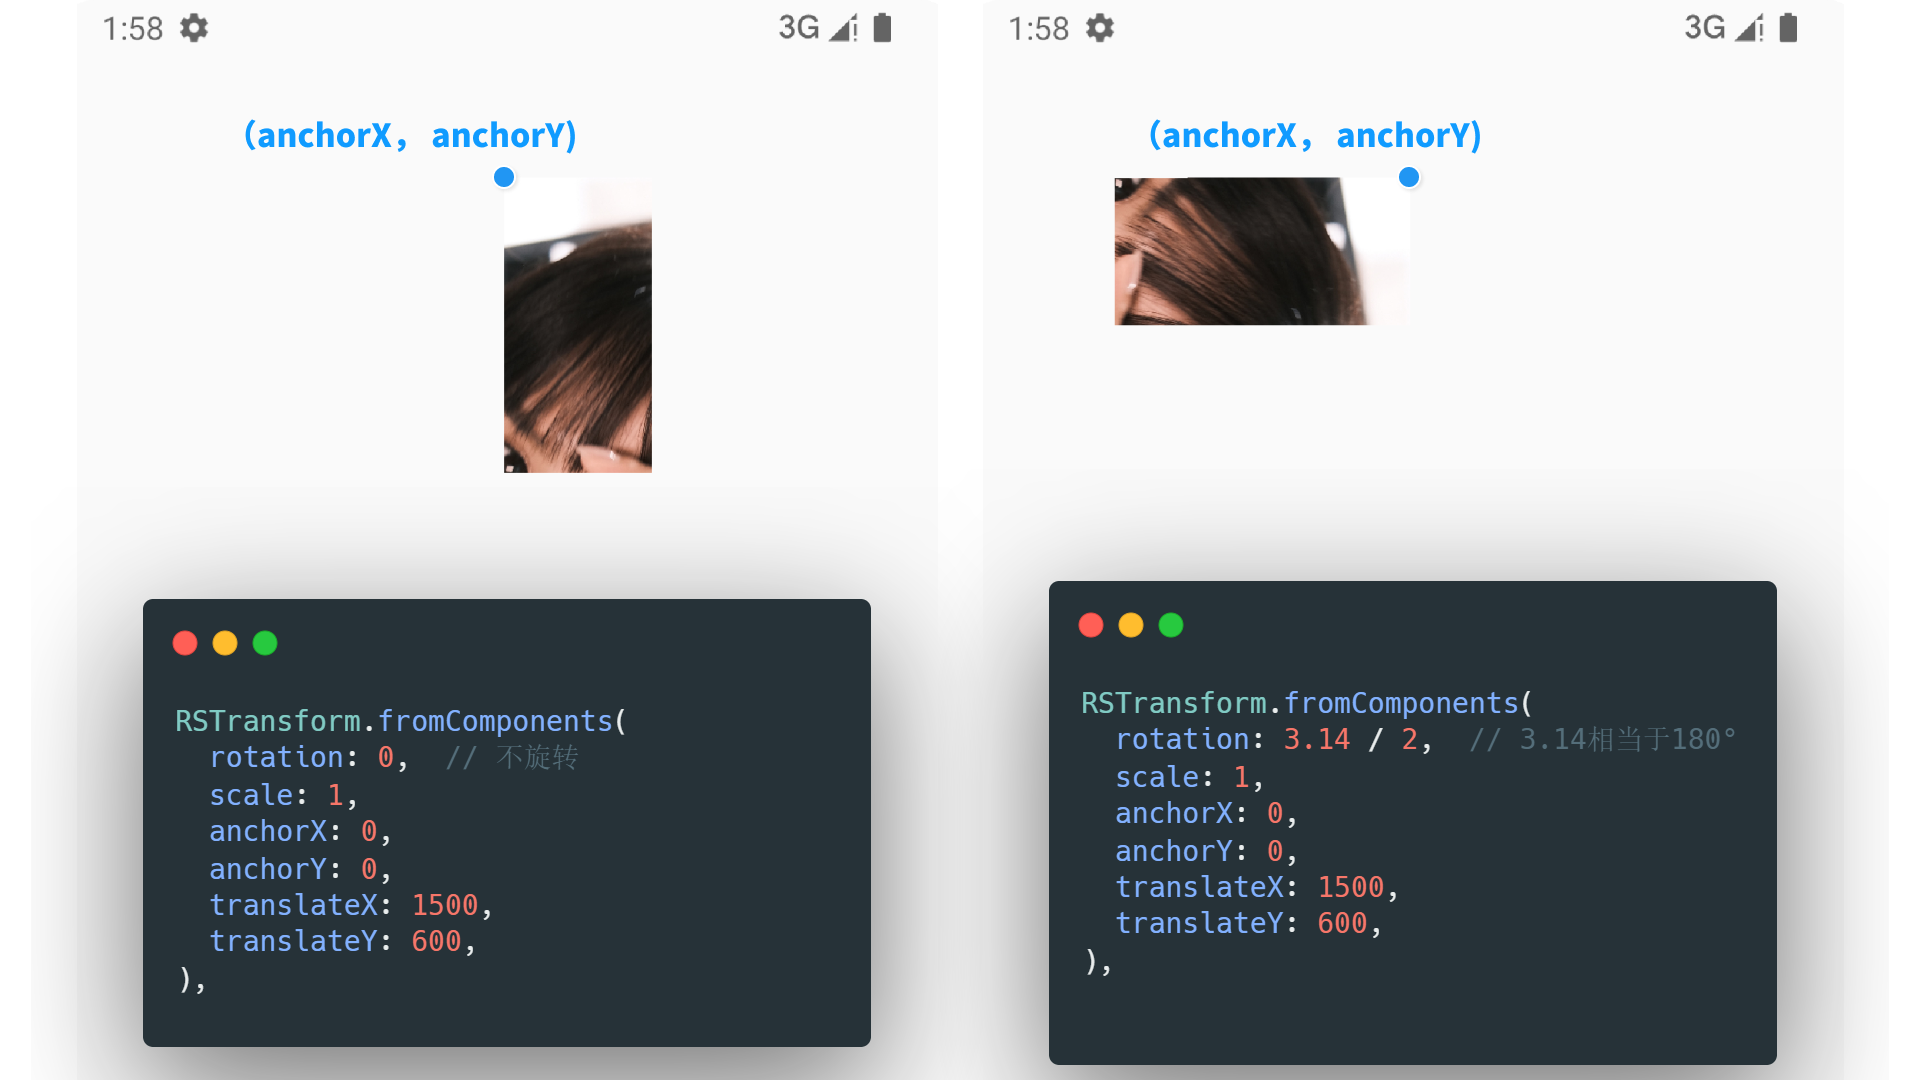 1:58 3G
(anchorX, anchorY)
RSTransform.fromComponents(
rotation: 0, // 不旋转
scale: 1,
anchorX: 0,
anchorY: 0,
translateX: 1500,
translateY: 600,
),
1:58 3G
(anchorX, anchorY)
RSTransform.fromComponents(
rotation: 3.14 / 2, // 3.14相当于180°
scale: 1,
anchorX: 0,
anchorY: 0,
translateX: 1500,
translateY: 600,
),